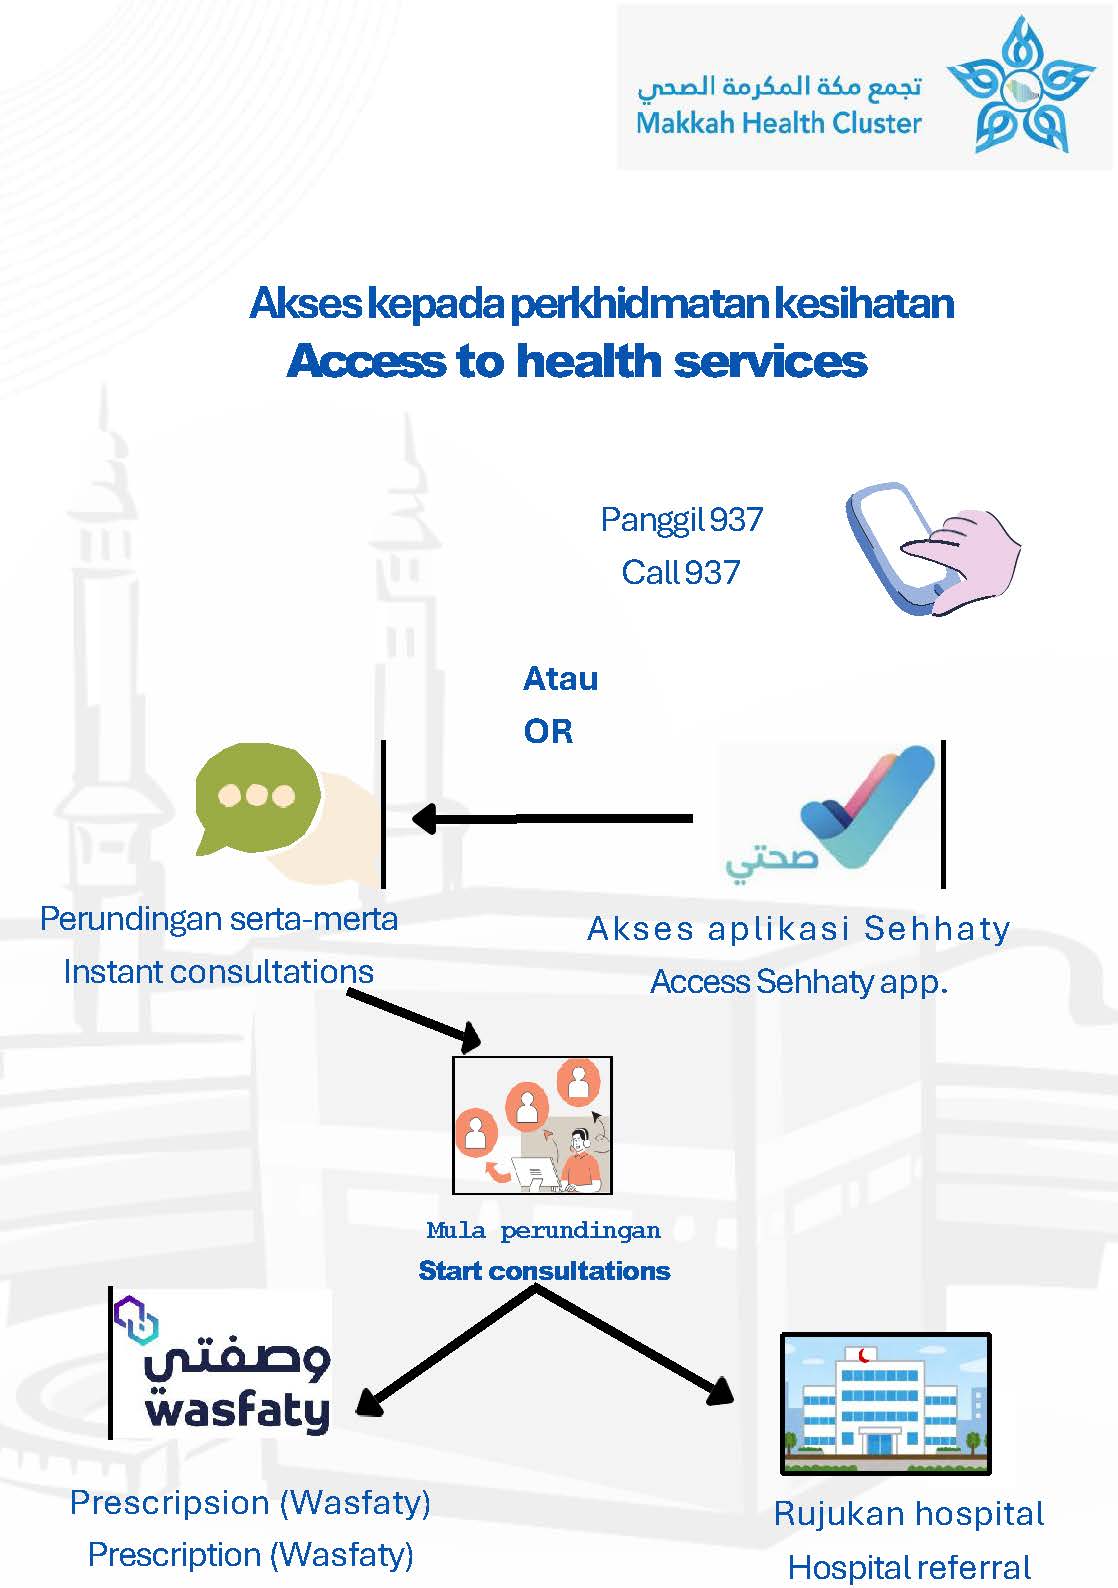 تجمع مكة المكرمة الصحي
Makkah Health Cluster
Akses kepada perkhidmatan kesihatan
Access to health services
Panggil 937
Call 937
Atau
OR
صحتي
Perundingan serta-merta
Instant consultations
Akses aplikasi Sehhaty
Access Sehhaty app.
Mula perundingan
Start consultations
وصفتي
wasfaty
Prescripsion (Wasfaty)
Prescription (Wasfaty)
Rujukan hospital
Hospital referral